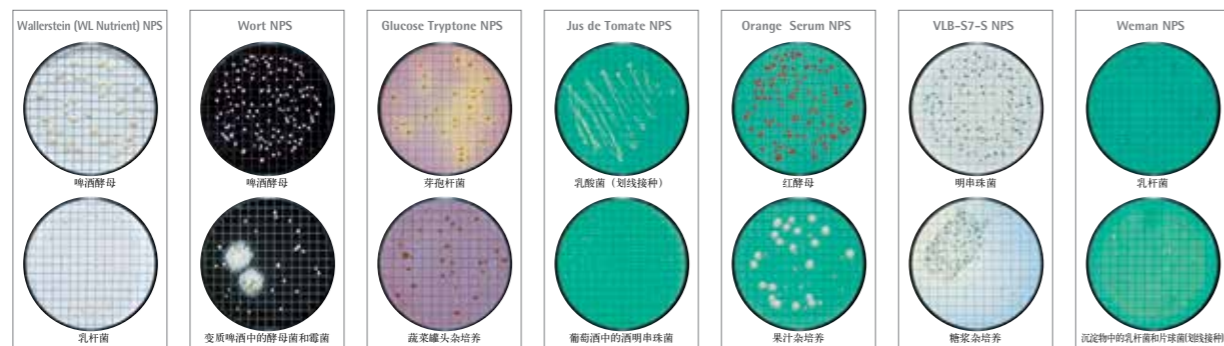 Wallerstein (WL Nutrient) NPS
Wort NPS
Glucose Tryptone NPS
Jus de Tomate NPS
Orange Serum NPS
VLB-S7-S NPS
Weman NPS
啤酒酵母
啤酒酵母
芽孢杆菌
乳酸菌（划线接种）
红酵母
明串珠菌
乳杆菌
乳杆菌
变质啤酒中的酵母菌和霉菌
蔬菜罐头杂培养
葡萄酒中的酒明串珠菌
果汁杂培养
糖浆杂培养
沉淀物中的乳杆菌和片球菌(划线接种)